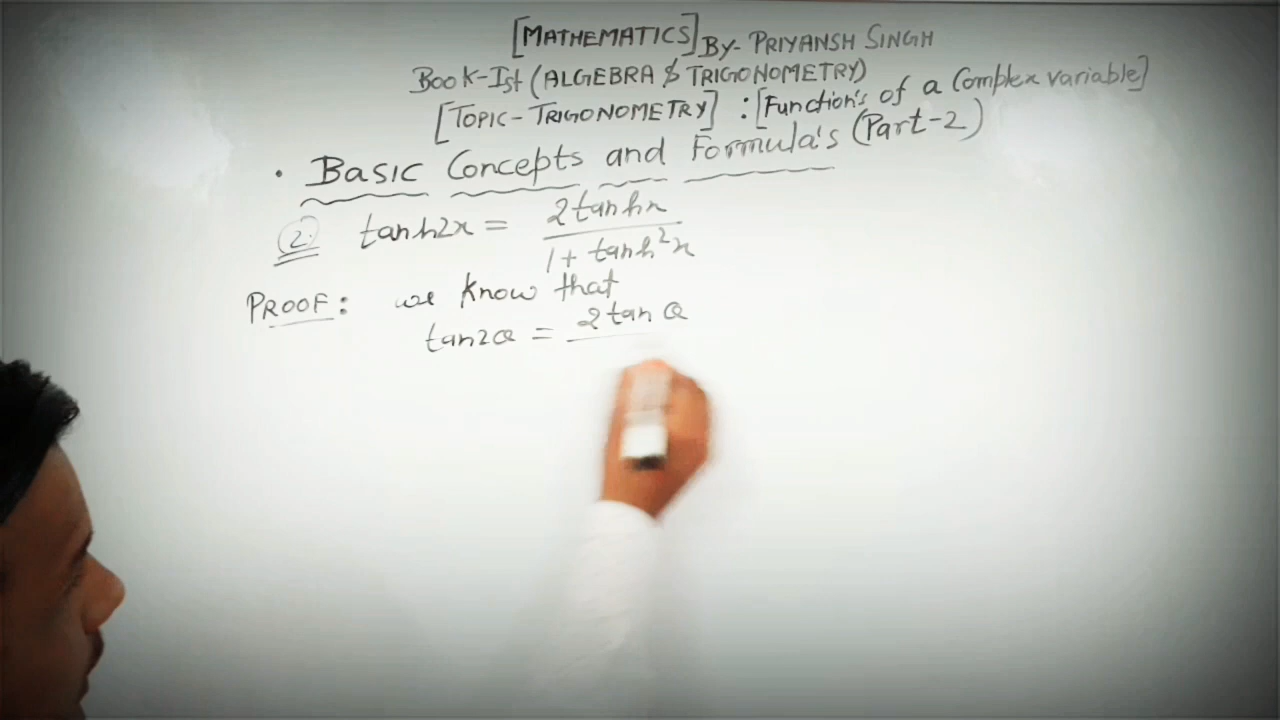 [MATHEMATICS] By- PRIYANSH SINGH
BOOK-Ist (ALGEBRA & TRIGONOMETRY)
[TOPIC- TRIGONOMETRY] : [Function's of a Complex variable]
• BASIC Concepts and Formula's (Part-2)
2. tanh2x = 2tanhx / 1 + tanh²x
PROOF: we know that
tan2θ = 2 tan θ